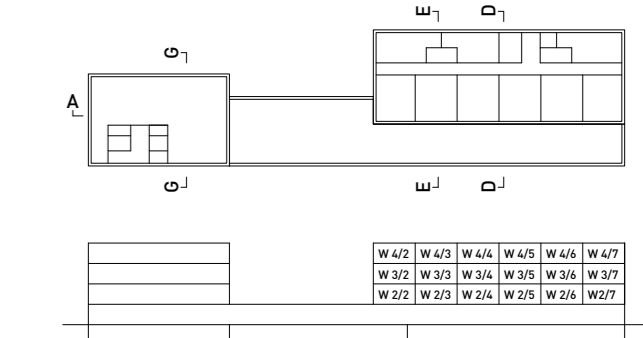 E D
G
A
G E D
W 4/2 W 4/3 W 4/4 W 4/5 W 4/6 W 4/7
W 3/2 W 3/3 W 3/4 W 3/5 W 3/6 W 3/7
W 2/2 W 2/3 W 2/4 W 2/5 W 2/6 W2/7